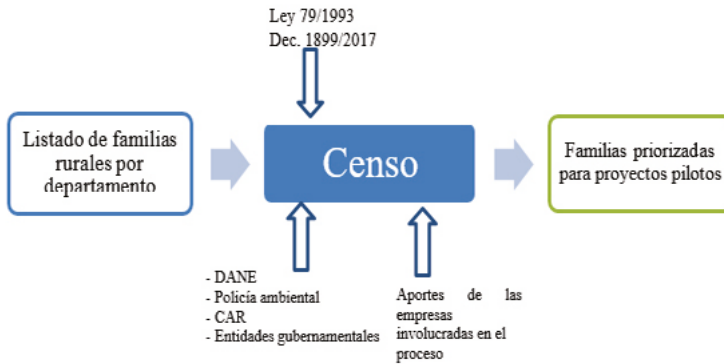 Ley 79/1993
Dec. 1899/2017
Listado de familias
rurales por
departamento
Censo
Familias priorizadas
para proyectos pilotos
- DANE
- Policía ambiental
- CAR
- Entidades gubernamentales
Aportes de las
empresas
involucradas en el
proceso